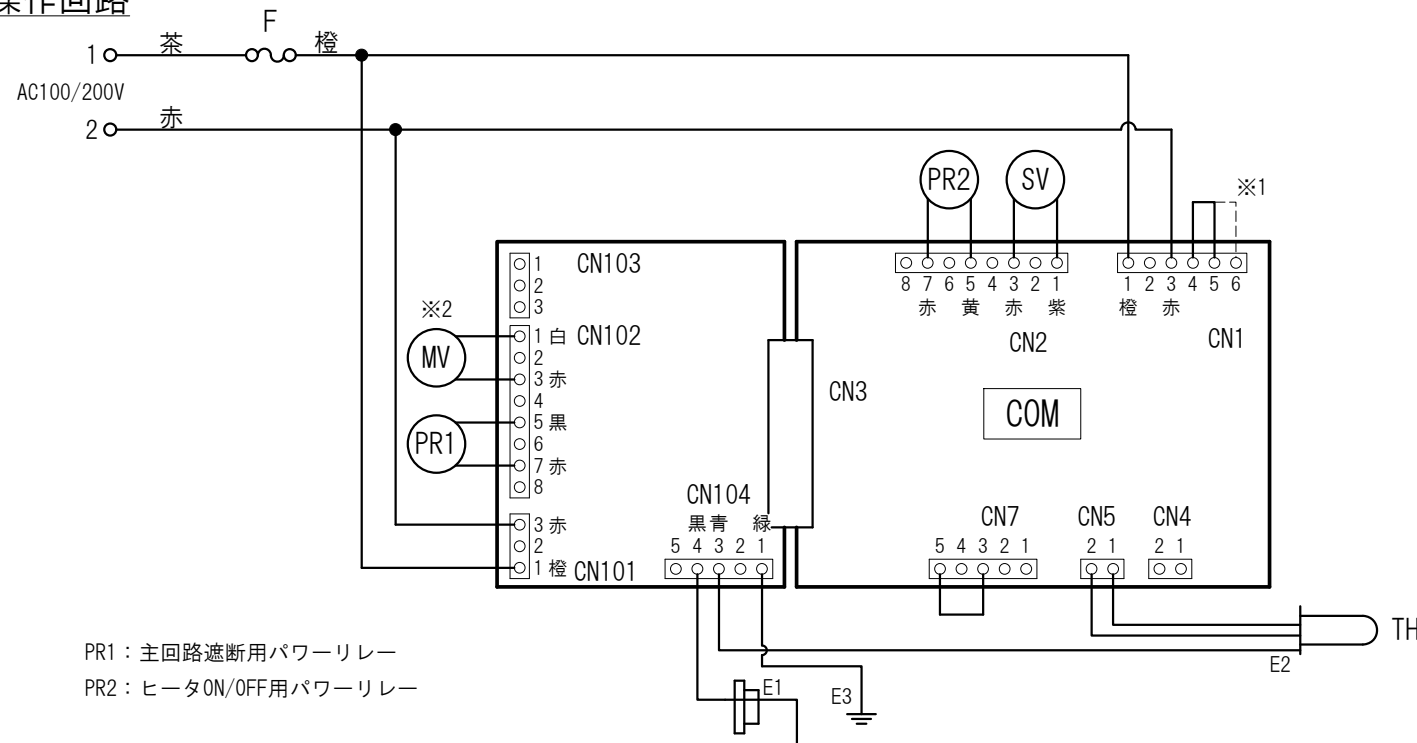 操作回路
F
1 茶 橙
AC100/200V
2 赤
PR2 SV ※1
CN103
1
2
3
8 7 6 5 4 3 2 1
赤 黄 赤 紫
CN2
1 2 3 4 5 6
橙 赤
CN1
※2
MV
PR1
CN102
1 白
2
3 赤
4
5 黒
6
7 赤
8
CN3
COM
3 赤
2
1 橙 CN101
CN104
黒 青 緑
5 4 3 2 1
CN7
5 4 3 2 1
CN5
2 1
CN4
2 1
TH
E2
E1
E3
PR1：主回路遮断用パワーリレー
PR2：ヒータON/OFF用パワーリレー